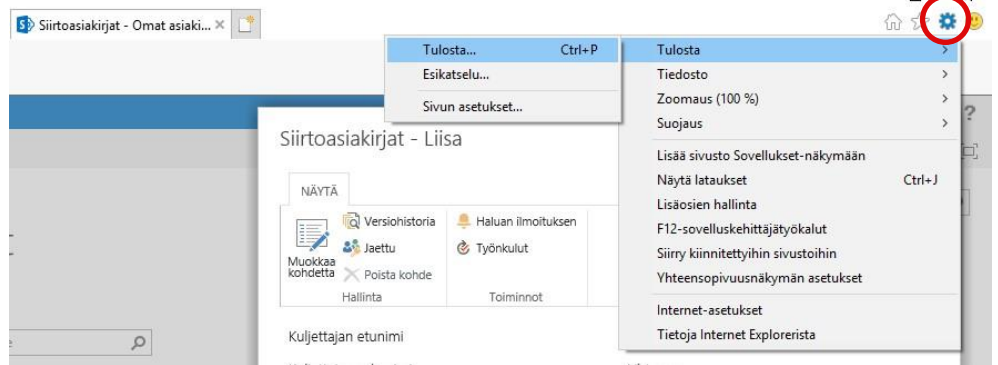 Siirtoasiakirjat - Omat asiaki...
Tulosta... Ctrl+P
Esikatselu...
Sivun asetukset...
Tulosta
Tiedosto
Zoomaus (100 %)
Suojaus
Lisää sivusto Sovellukset-näkymään
Näytä lataukset Ctrl+J
Lisäosien hallinta
F12-sovelluskehittäjätyökalut
Siirry kiinnitettyihin sivustoihin
Yhteensopivuusnäkymän asetukset
Internet-asetukset
Tietoja Internet Explorerista
?
Siirtoasiakirjat - Liisa
NÄYTÄ
Muokkaa
kohdetta
Versiohistoria
Jaettu
Poista kohde
Hallinta
Haluan ilmoituksen
Työnkulut
Toiminnot
Kuljettajan etunimi